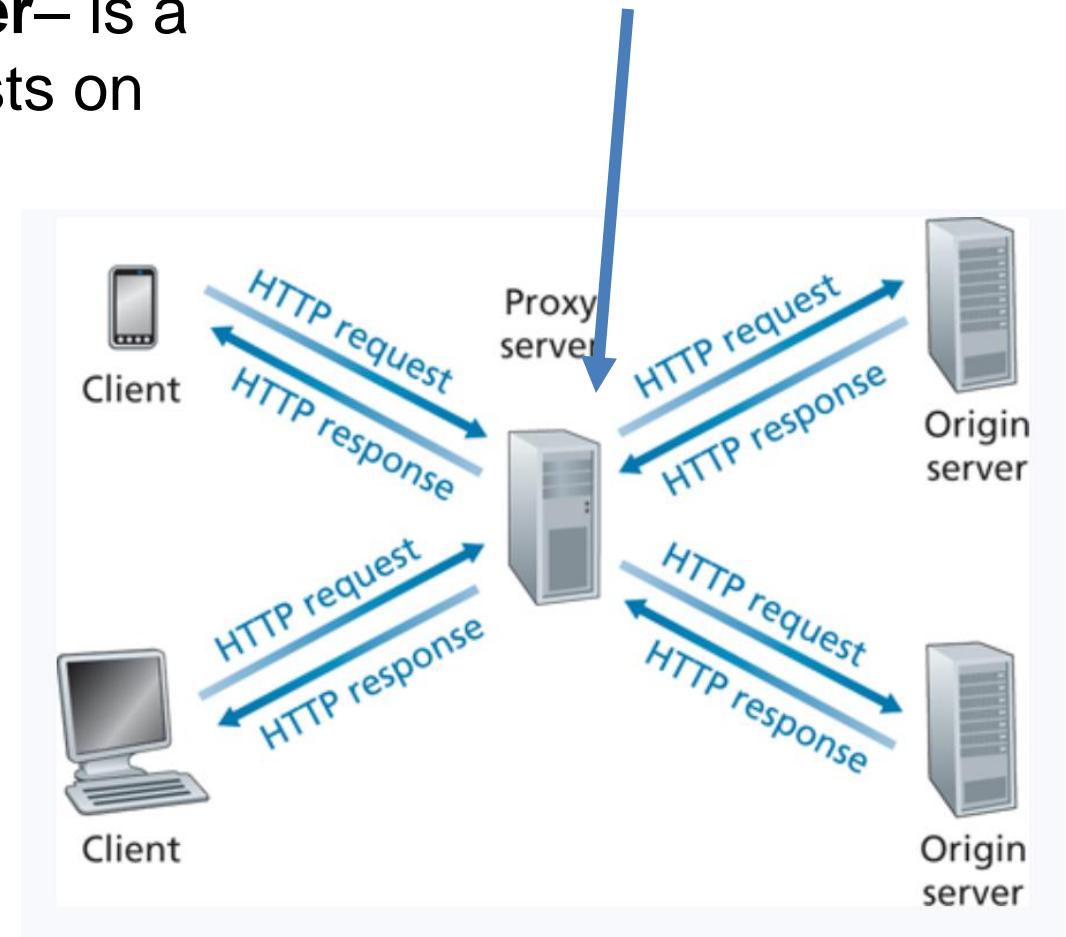 er– is a
sts on
HTTP request
HTTP response
Client
Proxy
server
HTTP request
HTTP response
Origin
server
HTTP request
HTTP response
Client
HTTP request
HTTP response
Origin
server